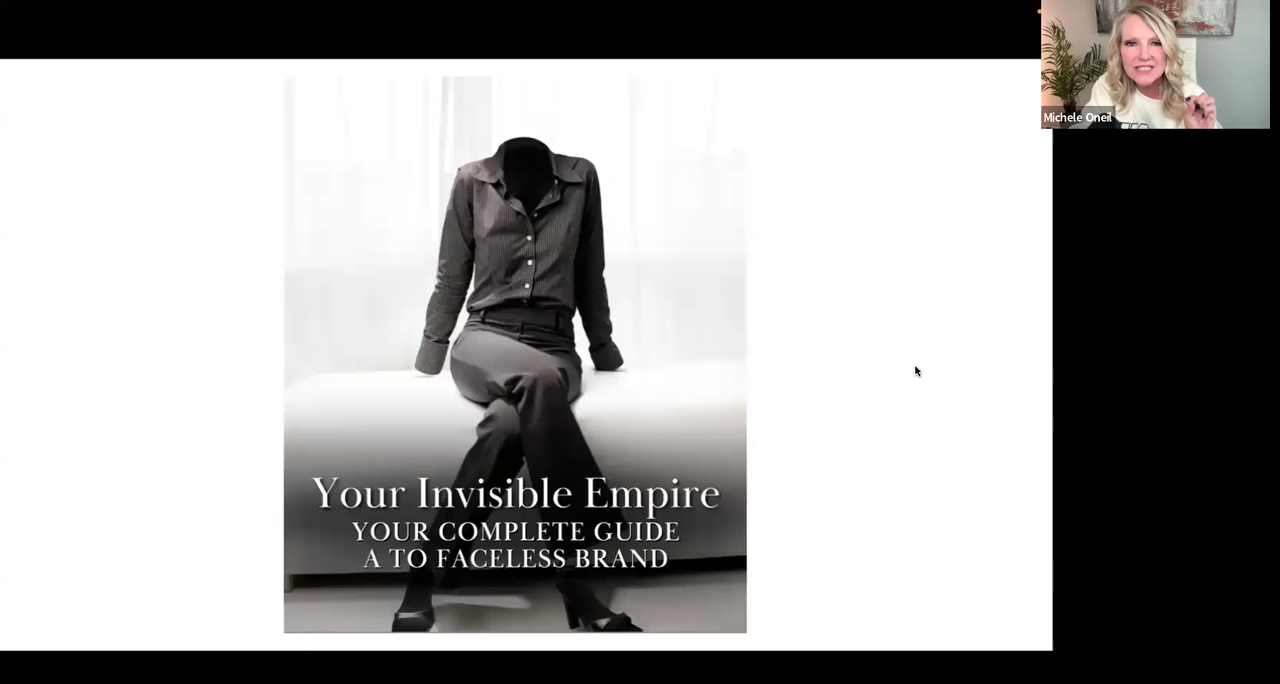 Michele Oneil
Your Invisible Empire
YOUR COMPLETE GUIDE
A TO FACELESS BRAND